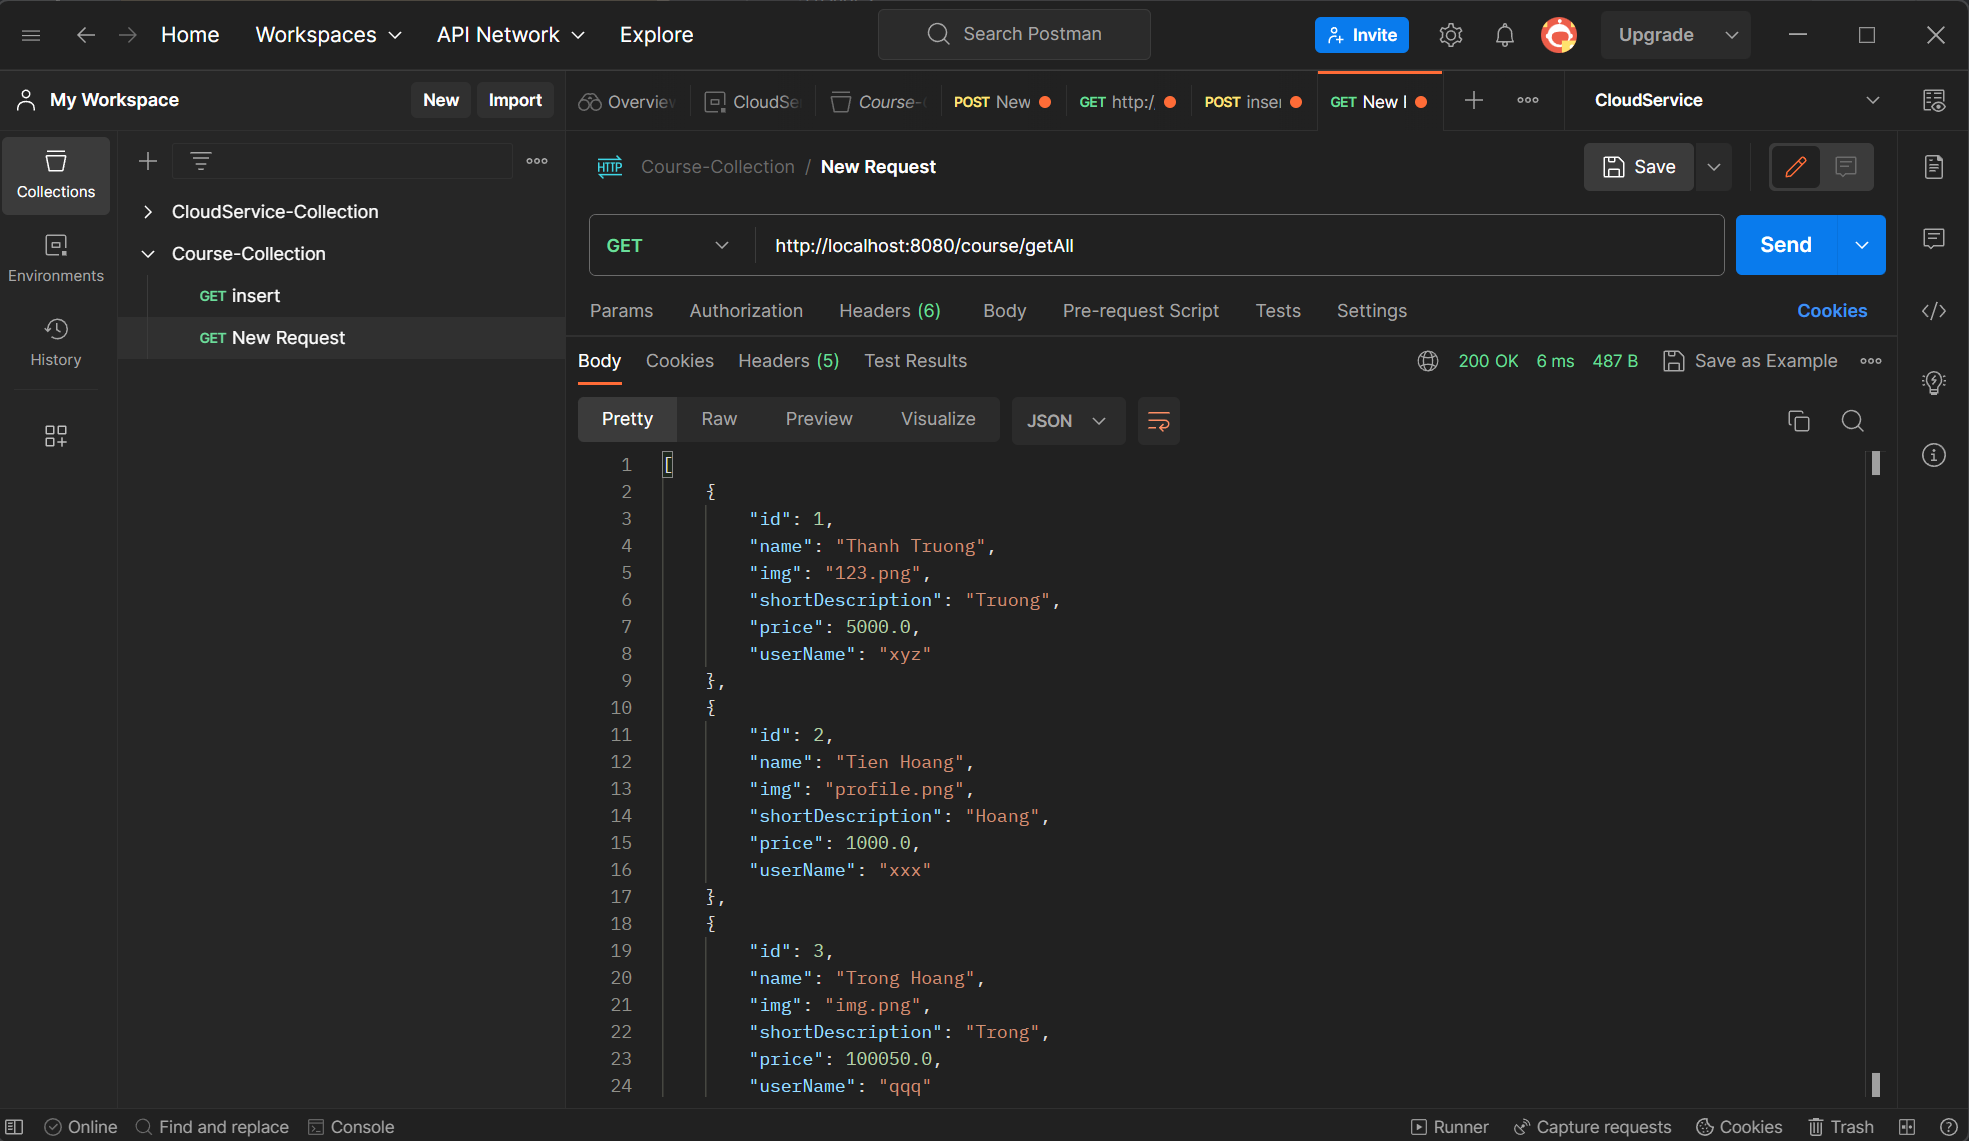 Home Workspaces API Network Explore Search Postman Invite Upgrade
My Workspace New Import
Overvie CloudSe Course- POST New GET http:/ POST inser GET New CloudService
Collections
Environments
History
CloudService-Collection
Course-Collection
GET insert
GET New Request
HTTP Course-Collection / New Request Save
GET http://localhost:8080/course/getAll Send
Params Authorization Headers (6) Body Pre-request Script Tests Settings Cookies
Body Cookies Headers (5) Test Results 200 OK 6 ms 487 B Save as Example
Pretty Raw Preview Visualize JSON
1 [
2 {
3 "id": 1,
4 "name": "Thanh Truong",
5 "img": "123.png",
6 "shortDescription": "Truong",
7 "price": 5000.0,
8 "userName": "xyz"
9 },
10 {
11 "id": 2,
12 "name": "Tien Hoang",
13 "img": "profile.png",
14 "shortDescription": "Hoang",
15 "price": 1000.0,
16 "userName": "xxx"
17 },
18 {
19 "id": 3,
20 "name": "Trong Hoang",
21 "img": "img.png",
22 "shortDescription": "Trong",
23 "price": 100050.0,
24 "userName": "qqq"
Online Find and replace Console Runner Capture requests Cookies Trash